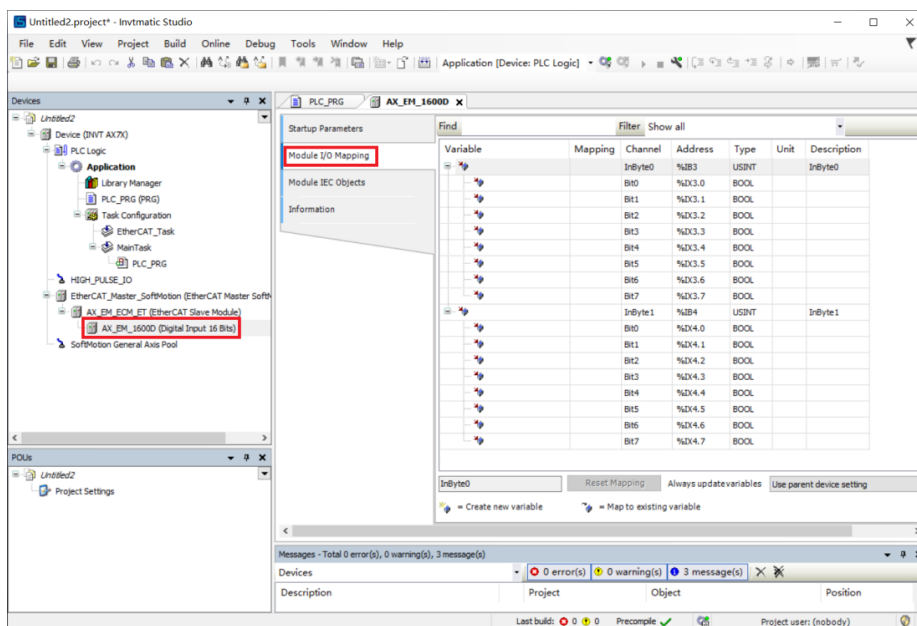 Untitled2.project* - Invtmatic Studio
File Edit View Project Build Online Debug Tools Window Help
Application [Device: PLC Logic]
Devices
Untitled2
Device (INVT AX7X)
PLC Logic
Application
Library Manager
PLC_PRG (PRG)
Task Configuration
EtherCAT_Task
MainTask
PLC_PRG
HIGH_PULSE_IO
EtherCAT_Master_SoftMotion (EtherCAT Master Soft
AX_EM_ECM_ET (EtherCAT Slave Module)
AX_EM_1600D (Digital Input 16 Bits)
SoftMotion General Axis Pool
POUs
Untitled2
Project Settings
PLC_PRG AX_EM_1600D
Startup Parameters
Module I/O Mapping
Module IEC Objects
Information
Find Filter Show all
Variable Mapping Channel Address Type Unit Description
InByte0 %IB3 USINT InByte0
Bit0 %IX3.0 BOOL
Bit1 %IX3.1 BOOL
Bit2 %IX3.2 BOOL
Bit3 %IX3.3 BOOL
Bit4 %IX3.4 BOOL
Bit5 %IX3.5 BOOL
Bit6 %IX3.6 BOOL
Bit7 %IX3.7 BOOL
InByte1 %IB4 USINT InByte1
Bit0 %IX4.0 BOOL
Bit1 %IX4.1 BOOL
Bit2 %IX4.2 BOOL
Bit3 %IX4.3 BOOL
Bit4 %IX4.4 BOOL
Bit5 %IX4.5 BOOL
Bit6 %IX4.6 BOOL
Bit7 %IX4.7 BOOL
InByte0 Reset Mapping Always update variables Use parent device setting
= Create new variable = Map to existing variable
Messages - Total 0 error(s), 0 warning(s), 3 message(s)
Devices 0 error(s) 0 warning(s) 3 message(s)
Description Project Object Position
Last build: 0 0 Precompile Project user: (nobody)